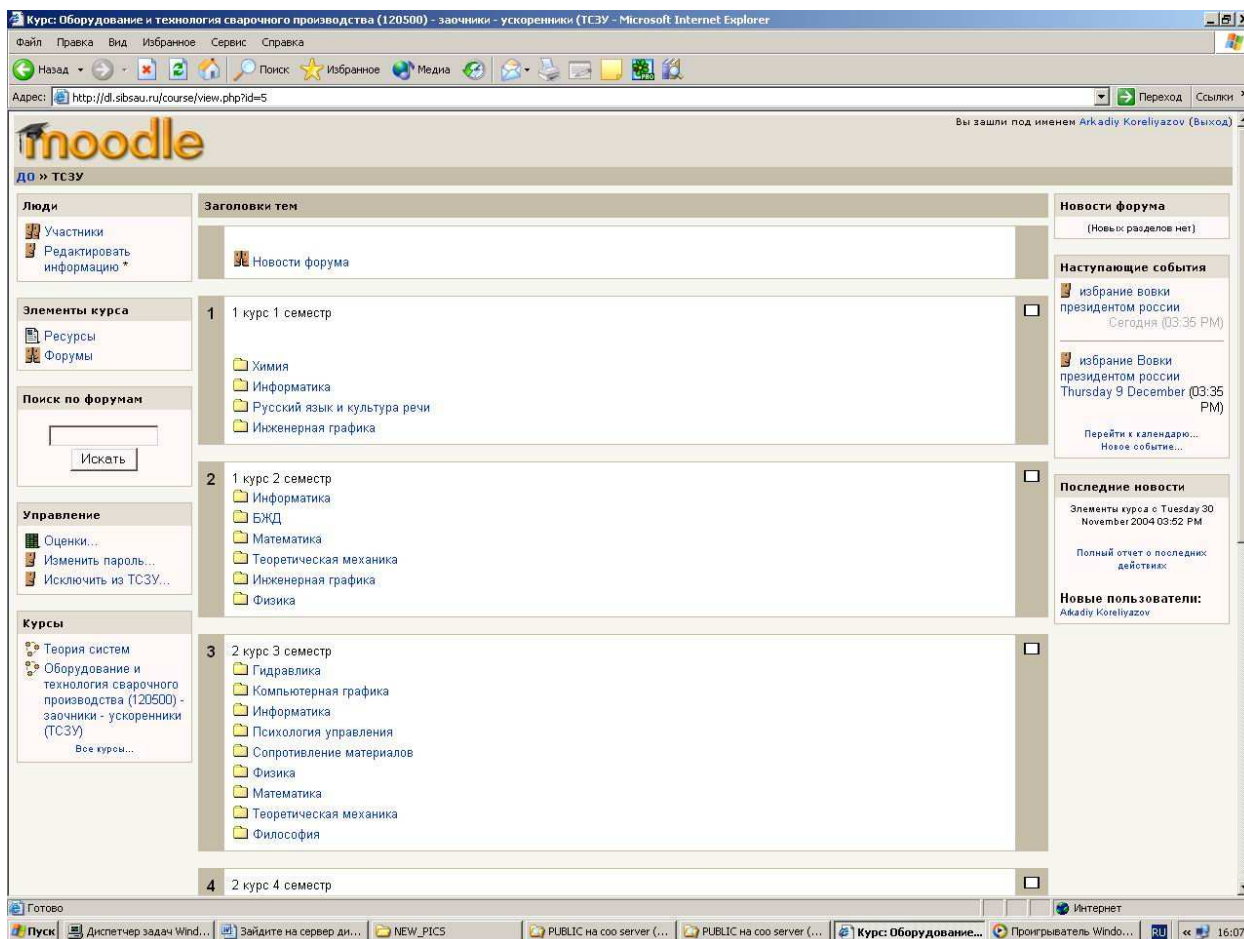 Курс: Оборудование и технология сварочного производства (120500) - заочники - ускоренники (ТСЗУ - Microsoft Internet Explorer
Файл Правка Вид Избранное Сервис Справка
Назад Поиск Избранное Медиа
Адрес: http://dl.sibsau.ru/course/view.php?id=5 Переход Ссылки
moodle
Вы зашли под именем Arkadiy Koreliyazov (Выход)
ДО » ТСЗУ
Люди
Участники
Редактировать
информацию *
Элементы курса
Ресурсы
Форумы
Поиск по форумам
Искать
Управление
Оценки...
Изменить пароль...
Исключить из ТСЗУ...
Курсы
Теория систем
Оборудование и
технология сварочного
производства (120500) -
заочники - ускоренники
(ТСЗУ)
Все курсы...
Заголовки тем
Новости форума
1 1 курс 1 семестр
Химия
Информатика
Русский язык и культура речи
Инженерная графика
2 1 курс 2 семестр
Информатика
БЖД
Математика
Теоретическая механика
Инженерная графика
Физика
3 2 курс 3 семестр
Гидравлика
Компьютерная графика
Информатика
Психология управления
Сопротивление материалов
Физика
Математика
Теоретическая механика
Философия
4 2 курс 4 семестр
Новости форума
(Новых разделов нет)
Наступающие события
избрание вовки
президентом россии
Сегодня (03:35 PM)
избрание Вовки
президентом россии
Thursday 9 December (03:35
PM)
Перейти к календарю...
Новое событие...
Последние новости
Элементы курса с Tuesday 30
November 2004 03:52 PM
Полный отчет о последних
действиях
Новые пользователи:
Arkadiy Koreliyazov
Готово Интернет
Пуск Диспетчер задач Wind... Зайдите на сервер ди... NEW_PICS PUBLIC на coo server (... PUBLIC на coo server (... Курс: Оборудование... Проигрыватель Windo... RU « 16:07